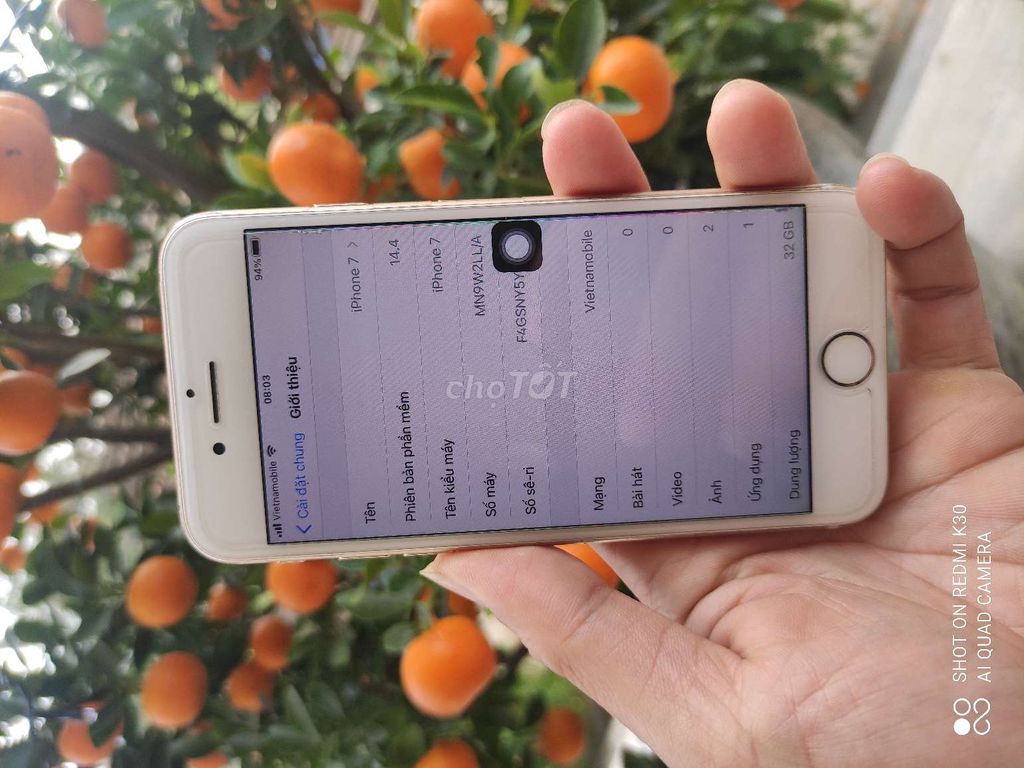 Vietnamobile
08:03
94%
Cài đặt chung
Giới thiệu
Tên
iPhone 7
Phiên bản phần mềm
14.4
Tên kiểu máy
iPhone 7
Số máy
MN9W2LL/A
Số sê-ri
F4GSNY5Y
Mạng
Vietnamobile
Bài hát
0
Video
0
Ảnh
2
Ứng dụng
1
Dung lượng
32 GB
chợTỐT
SHOT ON REDMI K30
AI QUAD CAMERA